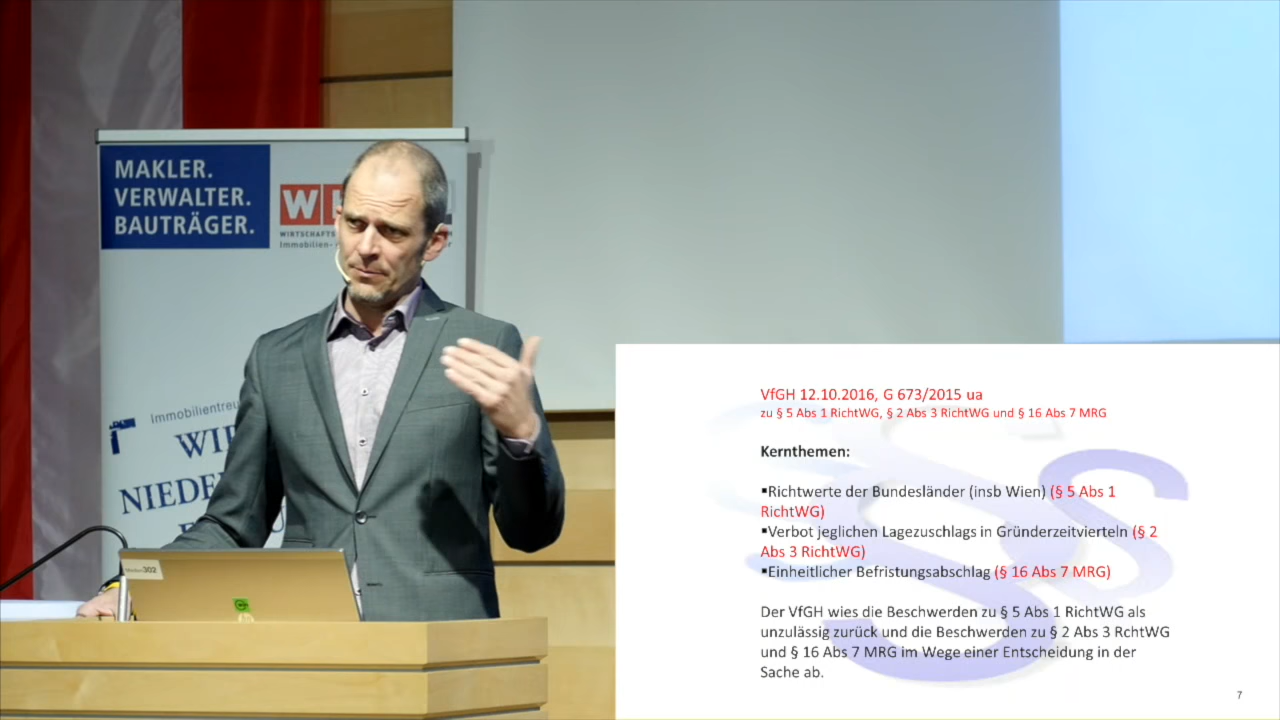 MAKLER.
VERWALTER.
BAUTRÄGER.
WIRTSCHAFTS
Immobilien-
Immobilientreu
WIR
NIEDE
302
VfGH 12.10.2016, G 673/2015 ua
zu § 5 Abs 1 RichtWG, § 2 Abs 3 RichtWG und § 16 Abs 7 MRG
Kernthemen:
▪Richtwerte der Bundesländer (insb Wien) (§ 5 Abs 1
RichtWG)
▪Verbot jeglichen Lagezuschlags in Gründerzeitvierteln (§ 2
Abs 3 RichtWG)
▪Einheitlicher Befristungsabschlag (§ 16 Abs 7 MRG)
Der VfGH wies die Beschwerden zu § 5 Abs 1 RichtWG als
unzulässig zurück und die Beschwerden zu § 2 Abs 3 RchtWG
und § 16 Abs 7 MRG im Wege einer Entscheidung in der
Sache ab.
7